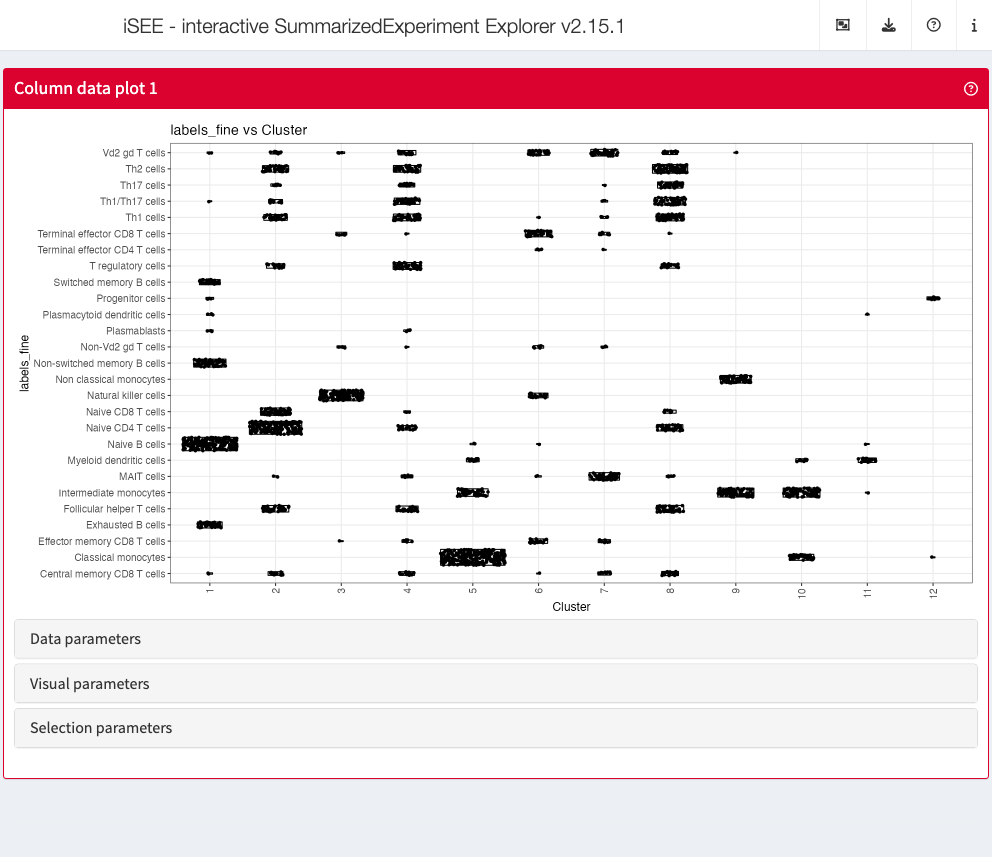 iSEE - interactive SummarizedExperiment Explorer v2.15.1
Column data plot 1
labels_fine vs Cluster
Vd2 gd T cells
Th2 cells
Th17 cells
Th1/Th17 cells
Th1 cells
Terminal effector CD8 T cells
Terminal effector CD4 T cells
T regulatory cells
Switched memory B cells
Progenitor cells
Plasmacytoid dendritic cells
Plasmablasts
Non-Vd2 gd T cells
Non-switched memory B cells
Non classical monocytes
Natural killer cells
Naive CD8 T cells
Naive CD4 T cells
Naive B cells
Myeloid dendritic cells
MAIT cells
Intermediate monocytes
Follicular helper T cells
Exhausted B cells
Effector memory CD8 T cells
Classical monocytes
Central memory CD8 T cells
labels_fine
1 2 3 4 5 6 7 8 9 10 11 12
Cluster
Data parameters
Visual parameters
Selection parameters